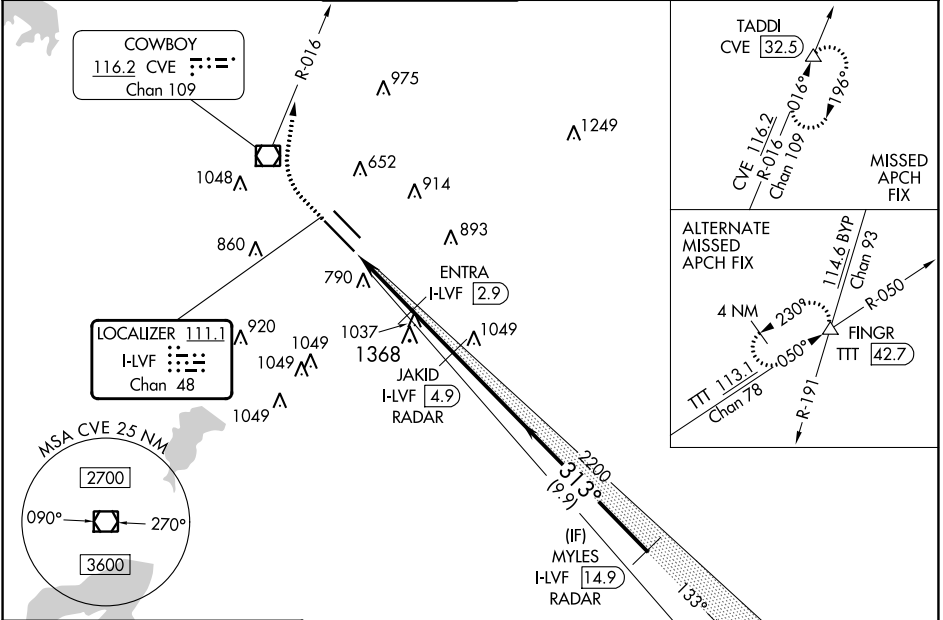 COWBOY
116.2 CVE
Chan 109
R-016
975
1249
652
1048
914
893
860
790
ENTRA
I-LVF 2.9
LOCALIZER 111.1
I-LVF
Chan 48
920
1049
1049
1049
1037
1368
1049
JAKID
I-LVF 4.9
RADAR
MSA CVE 25 NM
2700
090°
270°
3600
2200
313°
(9.9)
(IF)
MYLES
I-LVF 14.9
RADAR
133°
TADDI
CVE 32.5
016°
196°
CVE 116.2
R-016
Chan 109
MISSED
APCH
FIX
ALTERNATE
MISSED
APCH FIX
114.6 BYP
Chan 93
R-050
4 NM
230°
050°
FINGR
TTT 42.7
TTT 113.1
Chan 78
R-191